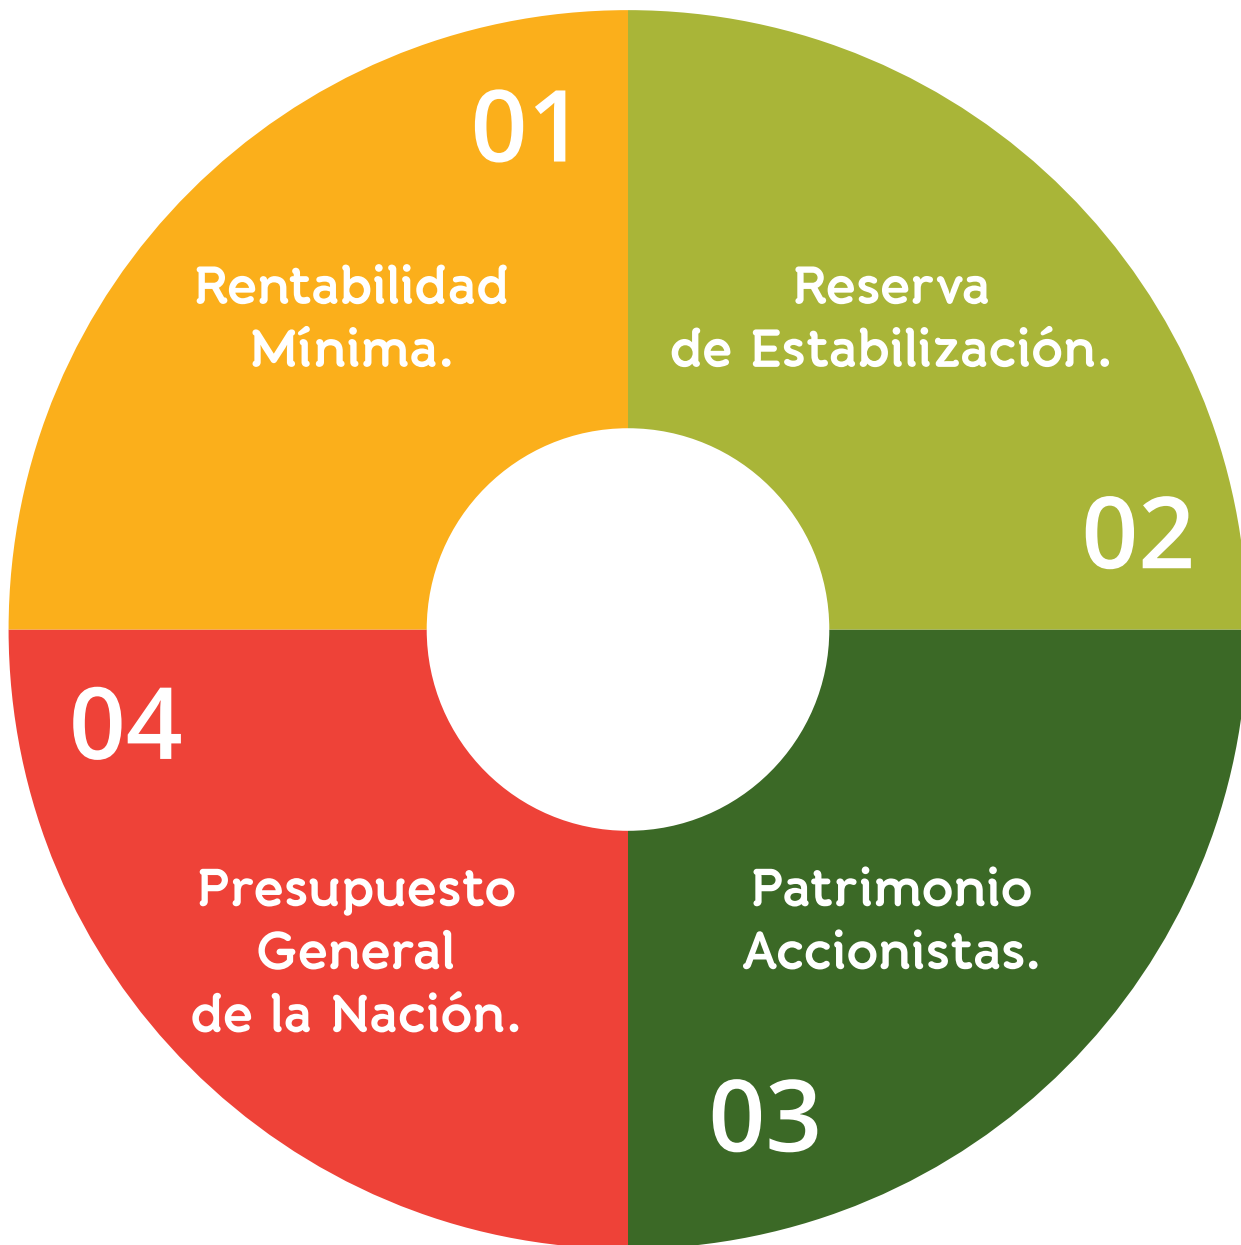 01
Rentabilidad
Mínima.
Reserva
de Estabilización.
02
Patrimonio
Accionistas.
03
04
Presupuesto
General
de la Nación.